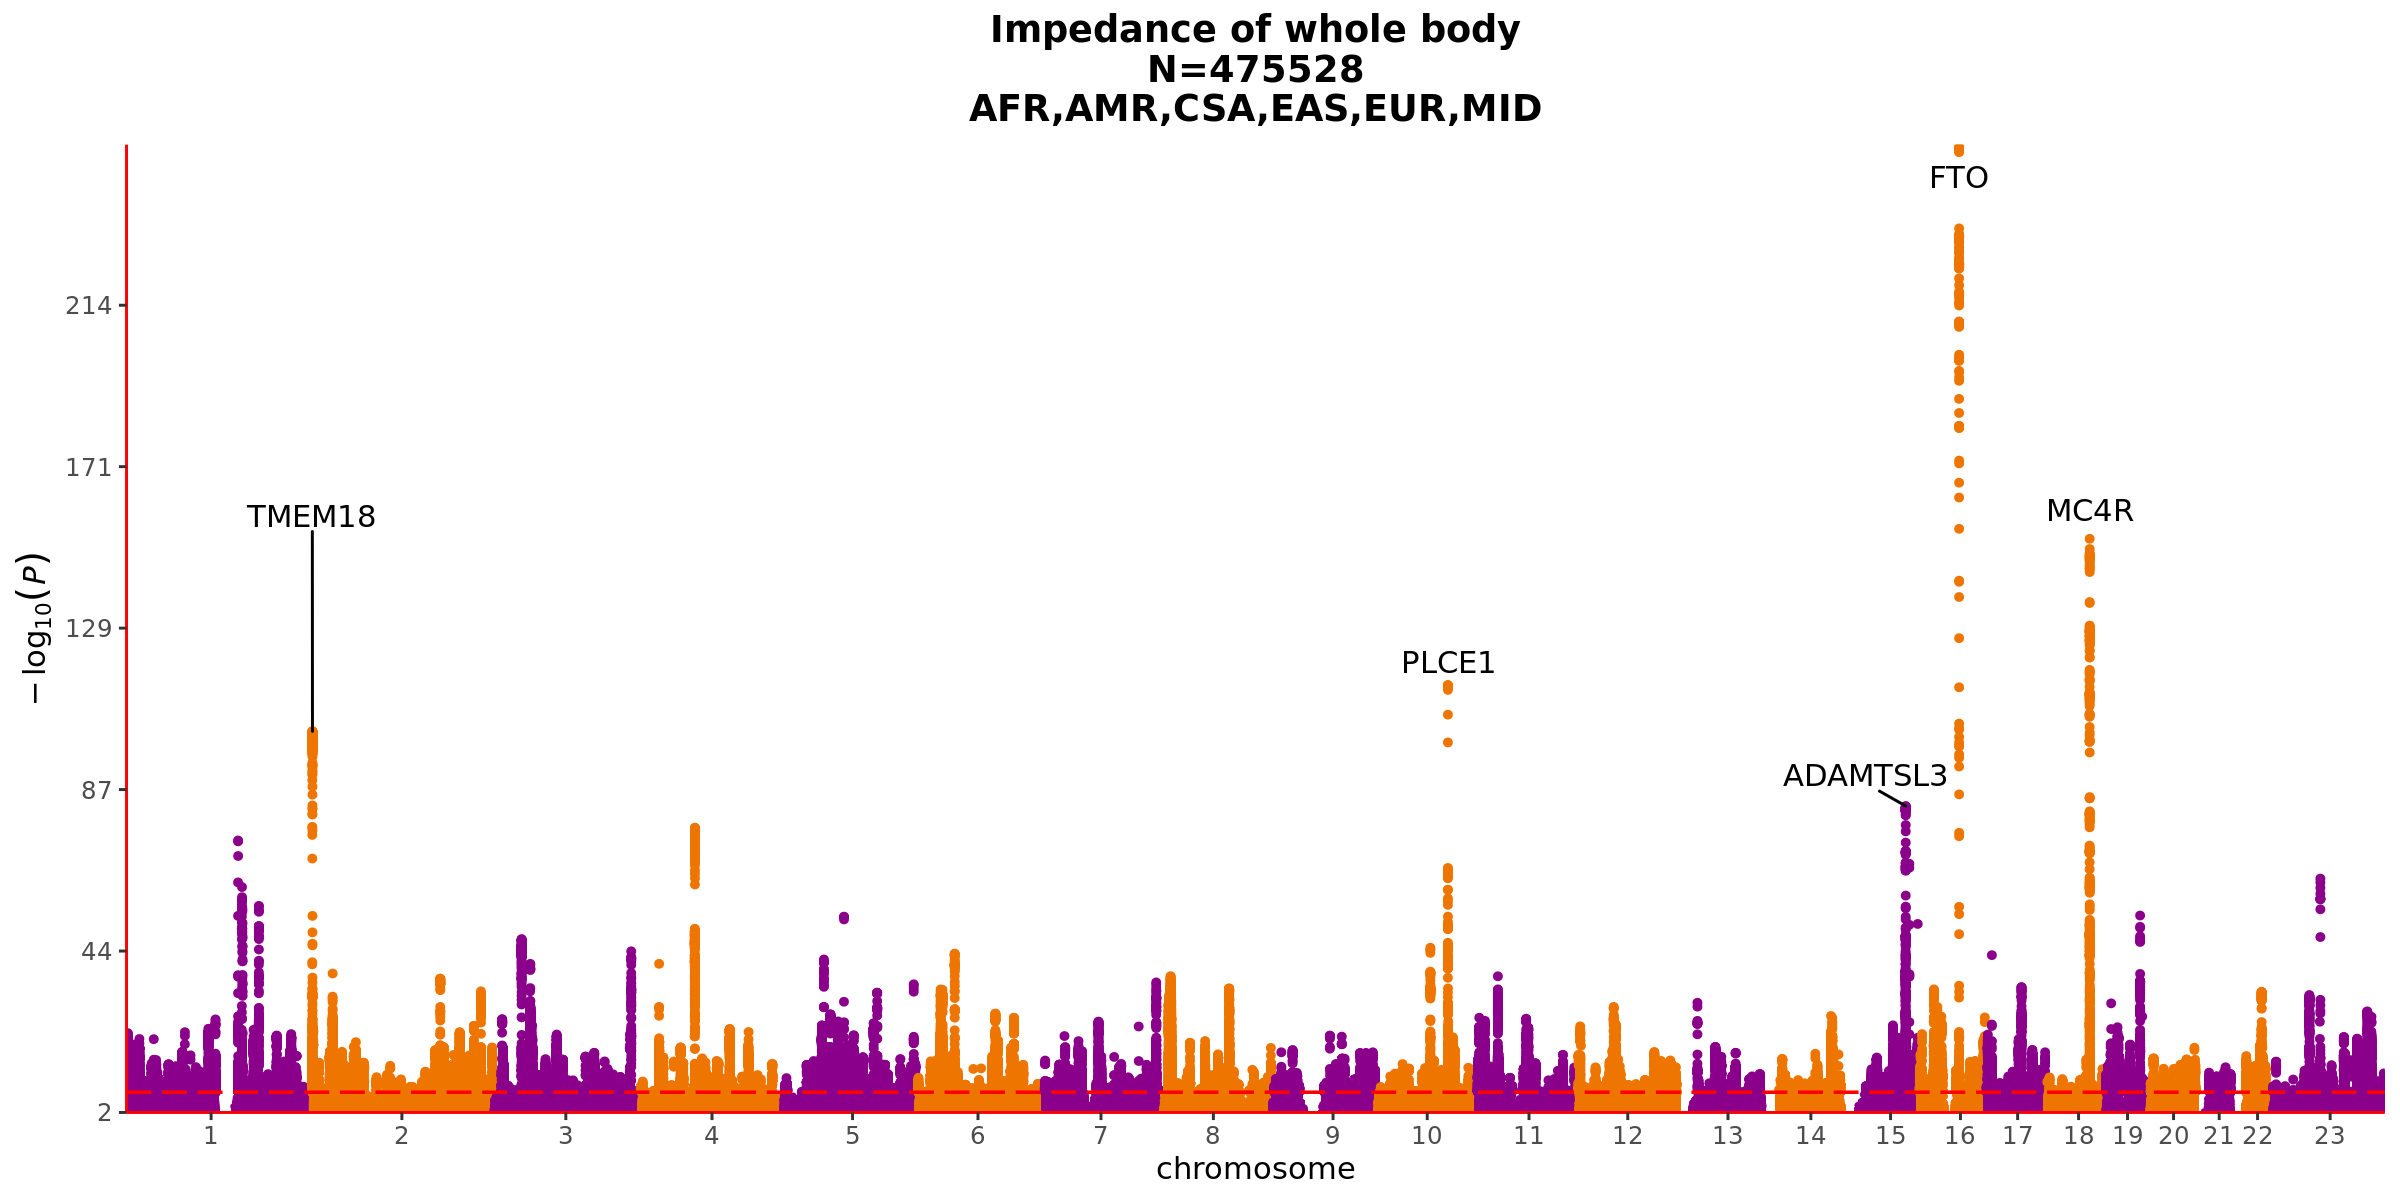 Impedance of whole body
N=475528
AFR,AMR,CSA,EAS,EUR,MID
FTO
214
171
TMEM18
MC4R
129
PLCE1
ADAMTSL3
87
44
2
−log10(P)
1 2 3 4 5 6 7 8 9 10 11 12 13 14 15 16 17 18 19 20 21 22 23
chromosome